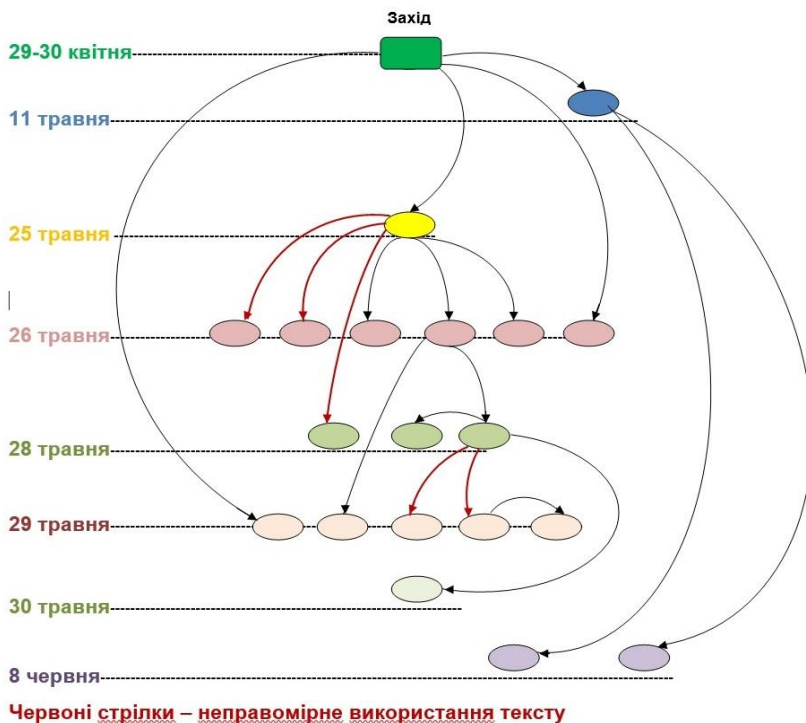 Захід
29-30 квітня
11 травня
25 травня
26 травня
28 травня
29 травня
30 травня
8 червня
Червоні стрілки – неправомірне використання тексту